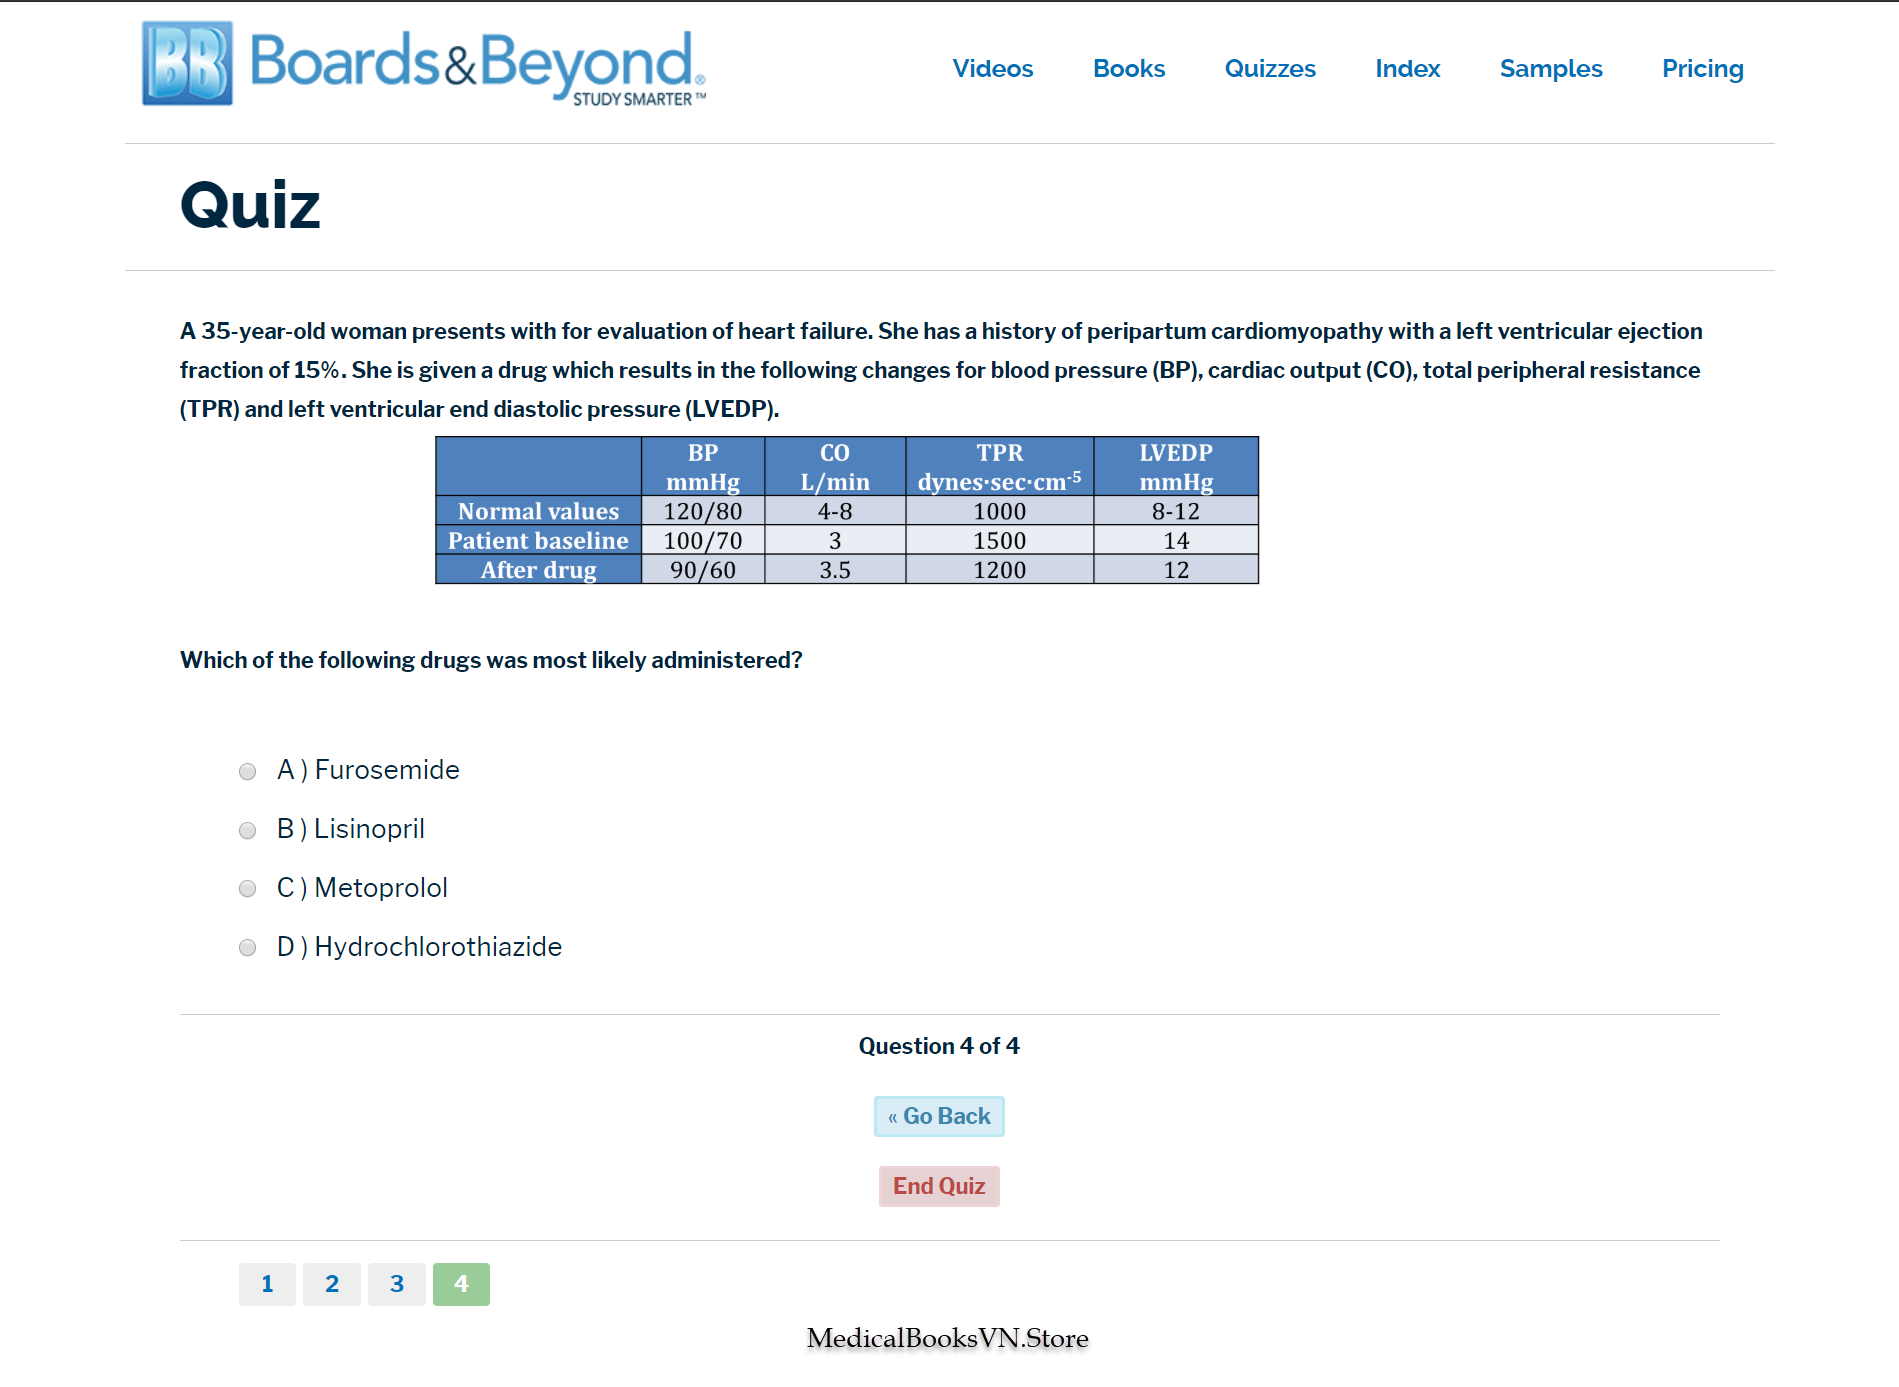 BB Boards&Beyond®
STUDY SMARTER™
Videos Books Quizzes Index Samples Pricing
Quiz
A 35-year-old woman presents with for evaluation of heart failure. She has a history of peripartum cardiomyopathy with a left ventricular ejection
fraction of 15%. She is given a drug which results in the following changes for blood pressure (BP), cardiac output (CO), total peripheral resistance
(TPR) and left ventricular end diastolic pressure (LVEDP).
BP CO TPR LVEDP
mmHg L/min dynes·sec·cm⁻⁵ mmHg
Normal values 120/80 4-8 1000 8-12
Patient baseline 100/70 3 1500 14
After drug 90/60 3.5 1200 12
Which of the following drugs was most likely administered?
A ) Furosemide
B ) Lisinopril
C ) Metoprolol
D ) Hydrochlorothiazide
Question 4 of 4
« Go Back
End Quiz
1 2 3 4
MedicalBooksVN.Store